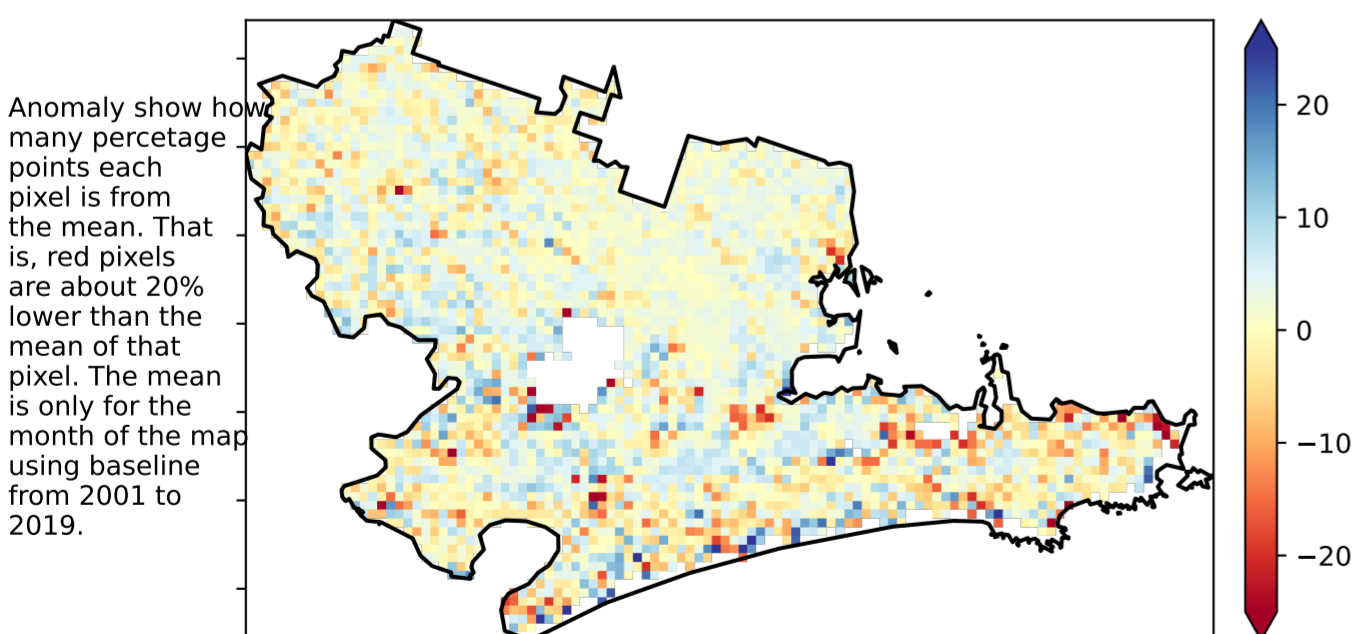 Anomaly show how
many percetage
points each
pixel is from
the mean. That
is, red pixels
are about 20%
lower than the
mean of that
pixel. The mean
is only for the
month of the map
using baseline
from 2001 to
2019.
20
10
0
−10
−20